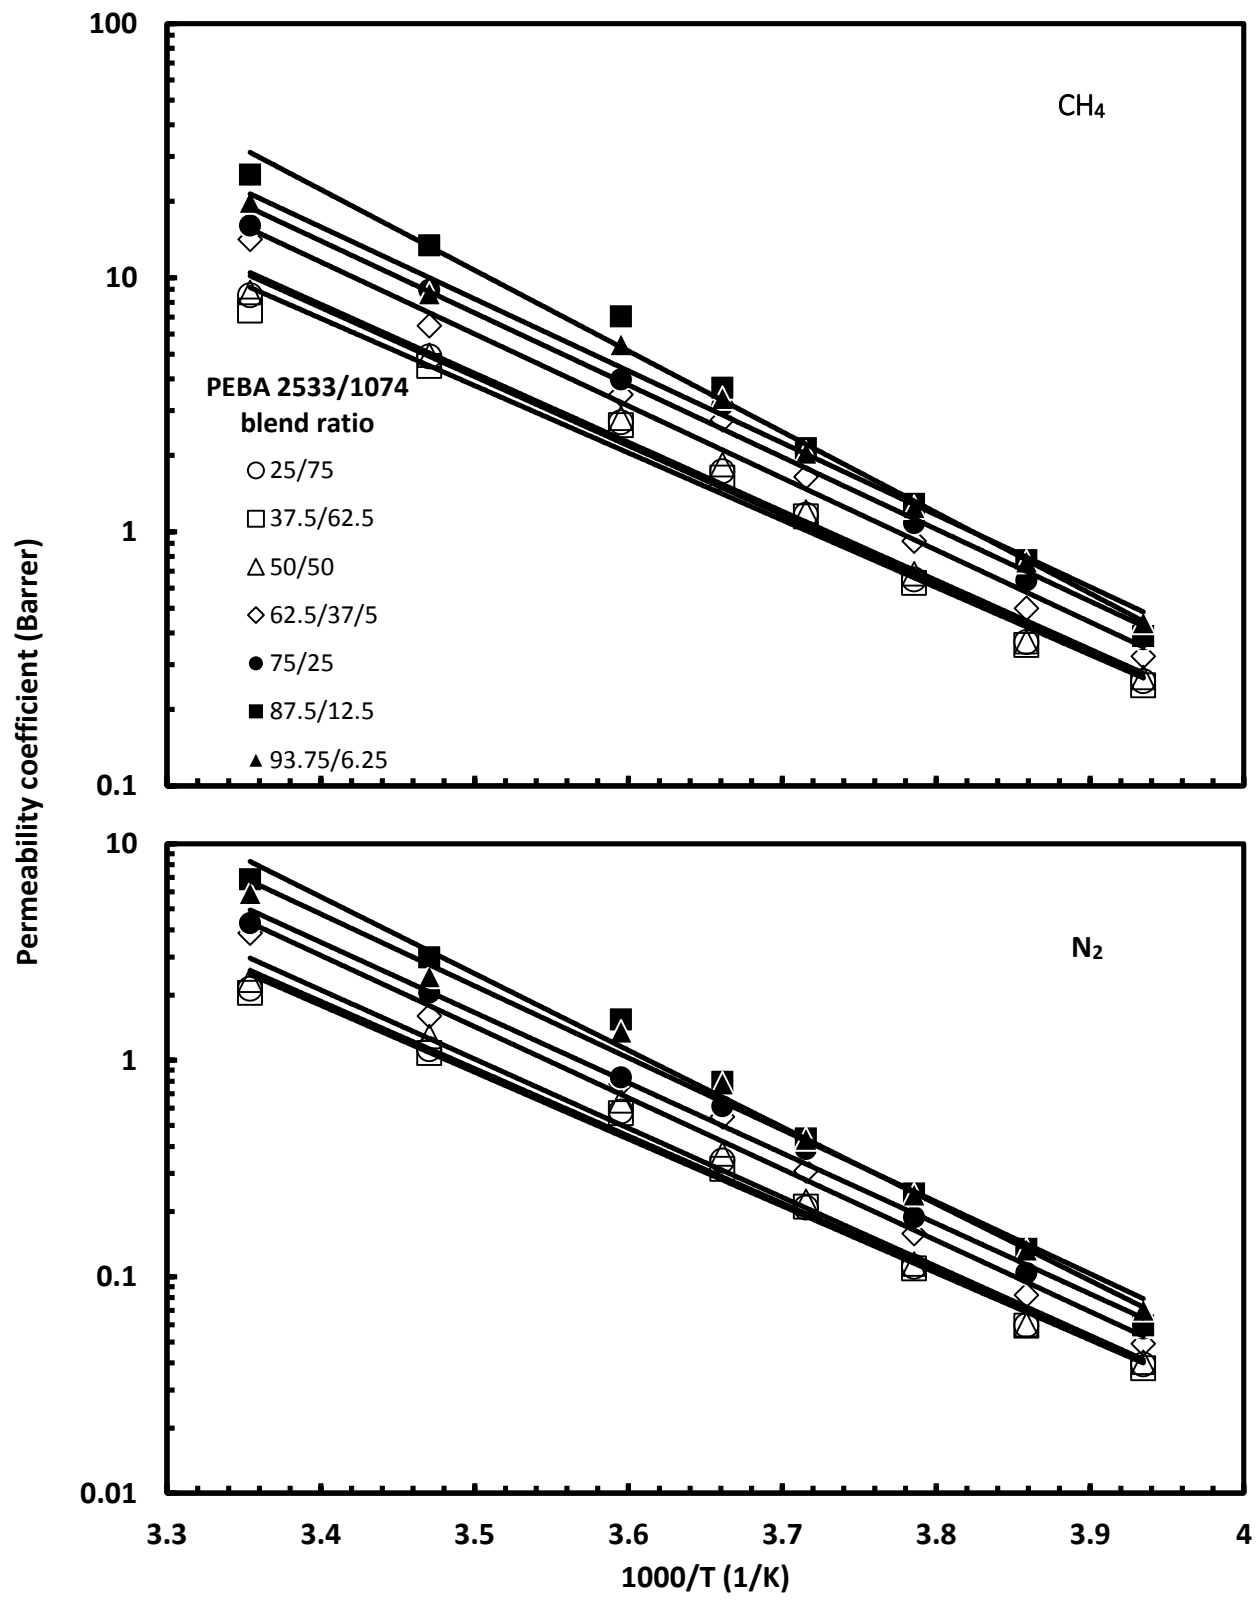 100
CH₄
10
PEBA 2533/1074
blend ratio
25/75
37.5/62.5
1
50/50
62.5/37/5
75/25
87.5/12.5
93.75/6.25
0.1
Permeability coefficient (Barrer)
10
N₂
1
0.1
0.01
3.3 3.4 3.5 3.6 3.7 3.8 3.9 4
1000/T (1/K)